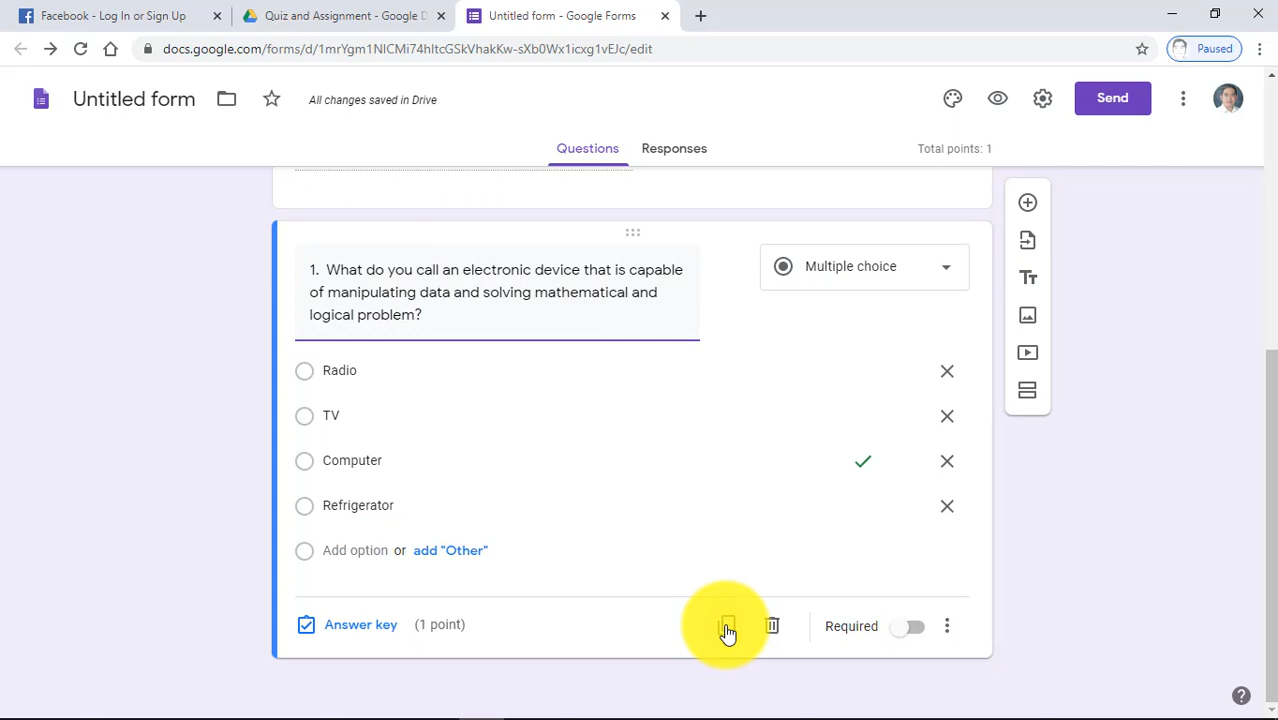 Facebook - Log In or Sign Up
Quiz and Assignment - Google D
Untitled form - Google Forms
docs.google.com/forms/d/1mrYgm1NICMi74hltcGSkVhakKw-sXb0Wx1icxg1vEJc/edit
Paused
Untitled form
All changes saved in Drive
Send
Questions
Responses
Total points: 1
1. What do you call an electronic device that is capable
of manipulating data and solving mathematical and
logical problem?
Multiple choice
Radio
TV
Computer
Refrigerator
Add option or add "Other"
Answer key (1 point)
Required